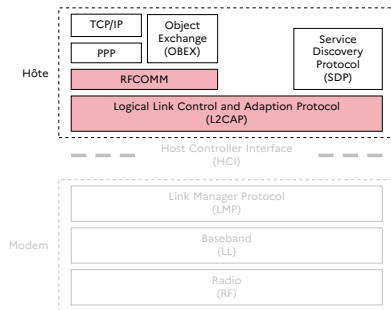 TCP/IP
Object
Exchange
(OBEX)
PPP
Service
Discovery
Protocol
(SDP)
Hôte
RFCOMM
Logical Link Control and Adaption Protocol
(L2CAP)
Host Controller Interface
(HCI)
Link Manager Protocol
(LMP)
Modem
Baseband
(LL)
Radio
(RF)